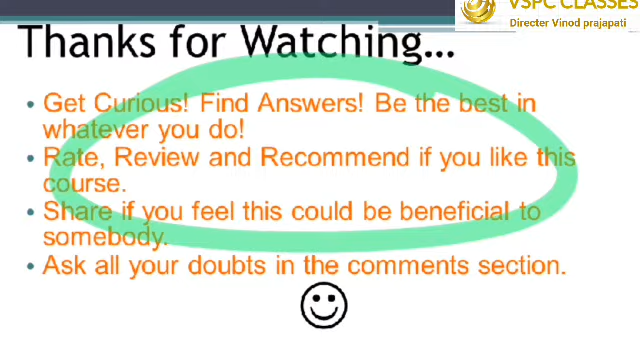 VSPC CLASSES
Directer Vinod prajapati
Thanks for Watching...
• Get Curious! Find Answers! Be the best in
whatever you do!
• Rate, Review and Recommend if you like this
course.
• Share if you feel this could be beneficial to
somebody.
• Ask all your doubts in the comments section.